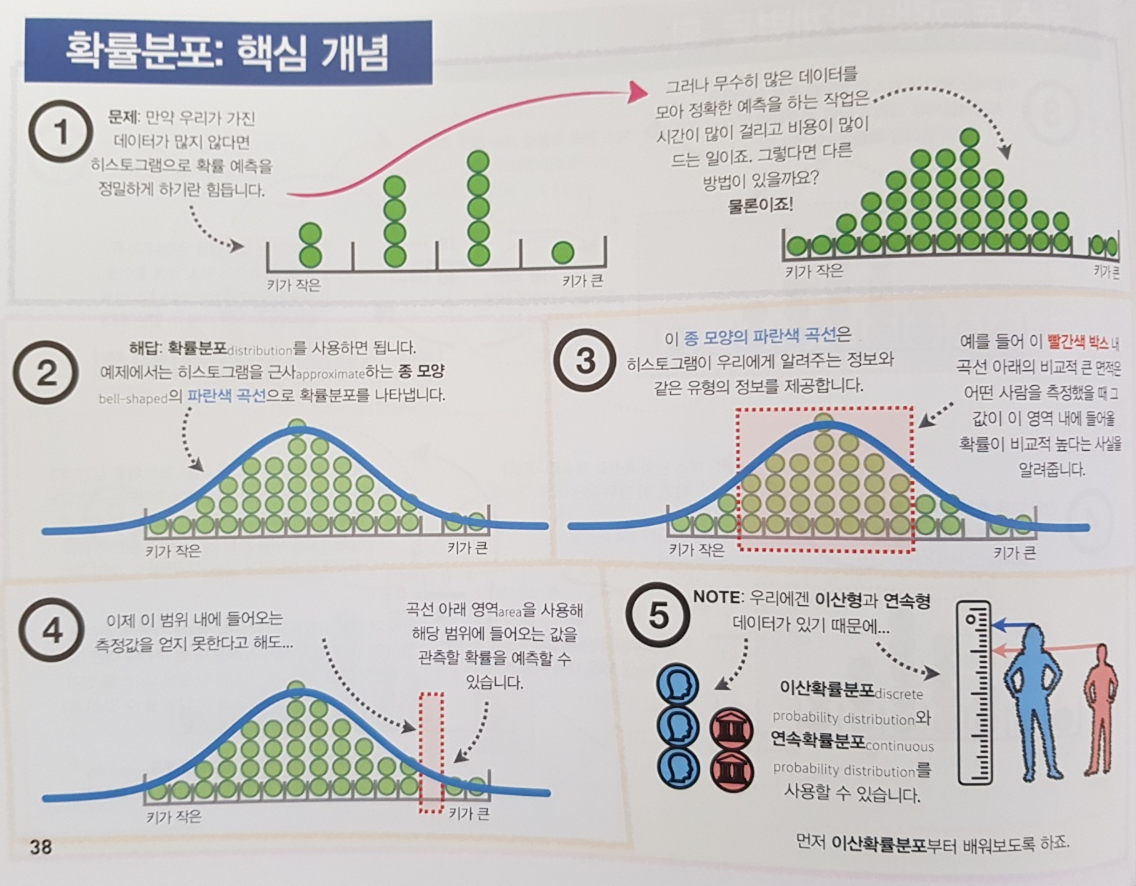 확률분포: 핵심 개념
1
문제: 만약 우리가 가진
데이터가 많지 않다면
히스토그램으로 확률 예측을
정밀하게 하기란 힘듭니다.
키가 작은
키가 큰
그러나 무수히 많은 데이터를
모아 정확한 예측을 하는 작업은
시간이 많이 걸리고 비용이 많이
드는 일이죠. 그렇다면 다른
방법이 있을까요?
물론이죠!
키가 작은
키가 큰
2
해답: 확률분포distribution를 사용하면 됩니다.
예제에서는 히스토그램을 근사approximate하는 종 모양
bell-shaped의 파란색 곡선으로 확률분포를 나타냅니다.
키가 작은
키가 큰
3
이 종 모양의 파란색 곡선은
히스토그램이 우리에게 알려주는 정보와
같은 유형의 정보를 제공합니다.
예를 들어 이 빨간색 박스 내
곡선 아래의 비교적 큰 면적은
어떤 사람을 측정했을 때 그
값이 이 영역 내에 들어올
확률이 비교적 높다는 사실을
알려줍니다.
키가 작은
키가 큰
4
이제 이 범위 내에 들어오는
측정값을 얻지 못한다고 해도...
곡선 아래 영역area을 사용해
해당 범위에 들어오는 값을
관측할 확률을 예측할 수
있습니다.
키가 작은
키가 큰
5
NOTE: 우리에겐 이산형과 연속형
데이터가 있기 때문에...
이산확률분포discrete
probability distribution와
연속확률분포continuous
probability distribution를
사용할 수 있습니다.
먼저 이산확률분포부터 배워보도록 하죠.
38